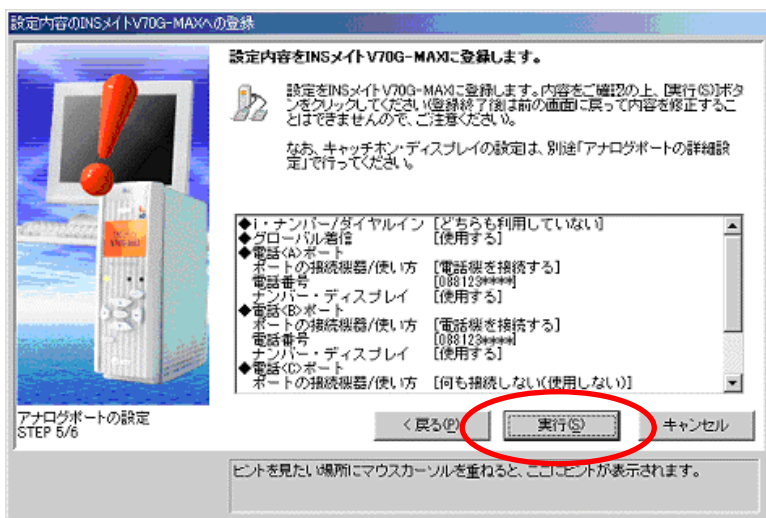 設定内容のINSメイトV70G-MAXへの登録
設定内容をINSメイトV70G-MAXに登録します。
設定をINSメイトV70G-MAXに登録します。内容をご確認の上、[実行(S)]ボタ
ンをクリックしてください(登録終了後は前の画面に戻って内容を修正するこ
とはできませんので、ご注意ください)。
なお、キャッチホン・ディスプレイの設定は、別途「アナログポートの詳細設
定」で行ってください。
◆i・ナンバー/ダイヤルイン [どちらも利用していない]
◆グローバル着信 [使用する]
◆電話<A>ポート
ポートの接続機器/使い方 [電話機を接続する]
電話番号 [088123****]
ナンバー・ディスプレイ [使用する]
◆電話<B>ポート
ポートの接続機器/使い方 [電話機を接続する]
電話番号 [088123****]
ナンバー・ディスプレイ [使用する]
◆電話<C>ポート
ポートの接続機器/使い方 [何も接続しない(使用しない)]
アナログポートの設定
STEP 5/6
<戻る(P) 実行(S) キャンセル
ヒントを見たい場所にマウスカーソルを重ねると、ここにヒントが表示されます。